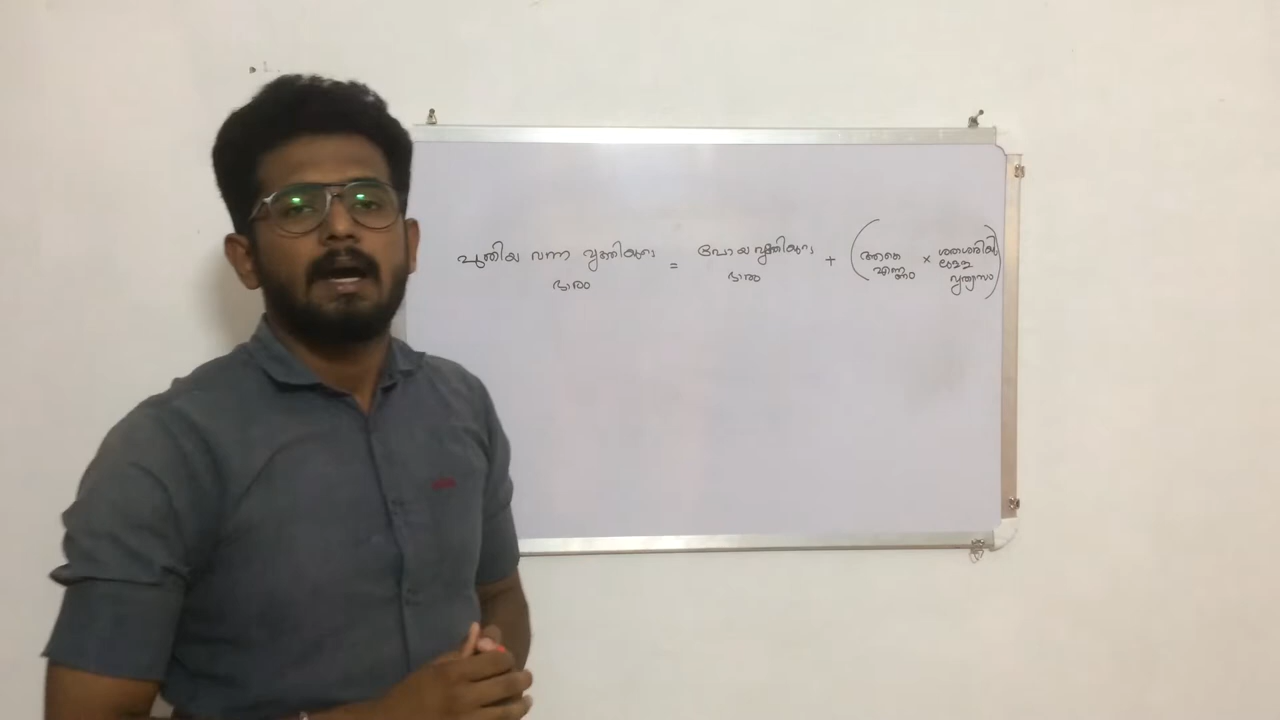 പുതിയ വന്ന വ്യക്തിയുടെ = പോയ വ്യക്തിയുടെ + (ആകെ × ശരാശരിയി
ഭാരം ഭാരം എണ്ണം ലുള്ള
വ്യത്യാസം)